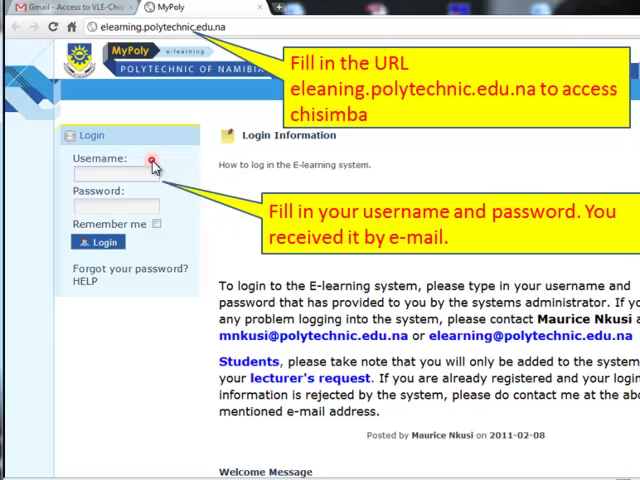 Gmail - Access to VLE-Chis
MyPoly
elearning.polytechnic.edu.na
MyPoly e-learning
POLYTECHNIC OF NAMIBIA
Fill in the URL
eleaning.polytechnic.edu.na to access
chisimba
Login
Username:
Password:
Remember me
Login
Forgot your password?
HELP
Login Information
How to log in the E-learning system.
Fill in your username and password. You
received it by e-mail.
To login to the E-learning system, please type in your username and
password that has provided to you by the systems administrator. If yo
any problem logging into the system, please contact Maurice Nkusi a
mnkusi@polytechnic.edu.na or elearning@polytechnic.edu.na
Students, please take note that you will only be added to the system
your lecturer's request. If you are already registered and your login
information is rejected by the system, please do contact me at the abo
mentioned e-mail address.
Posted by Maurice Nkusi on 2011-02-08
Welcome Message